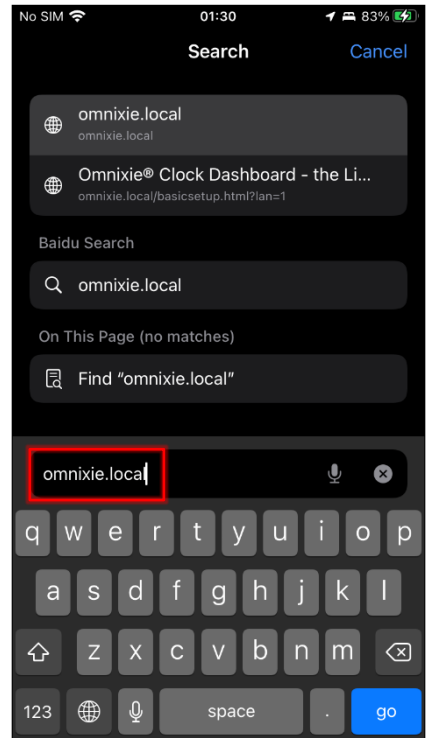 No SIM 01:30 83%
Search Cancel
omnixie.local
omnixie.local
Omnixie® Clock Dashboard - the Li...
omnixie.local/basicsetup.html?lan=1
Baidu Search
omnixie.local
On This Page (no matches)
Find “omnixie.local”
omnixie.local
q w e r t y u i o p
a s d f g h j k l
z x c v b n m
123 space . go